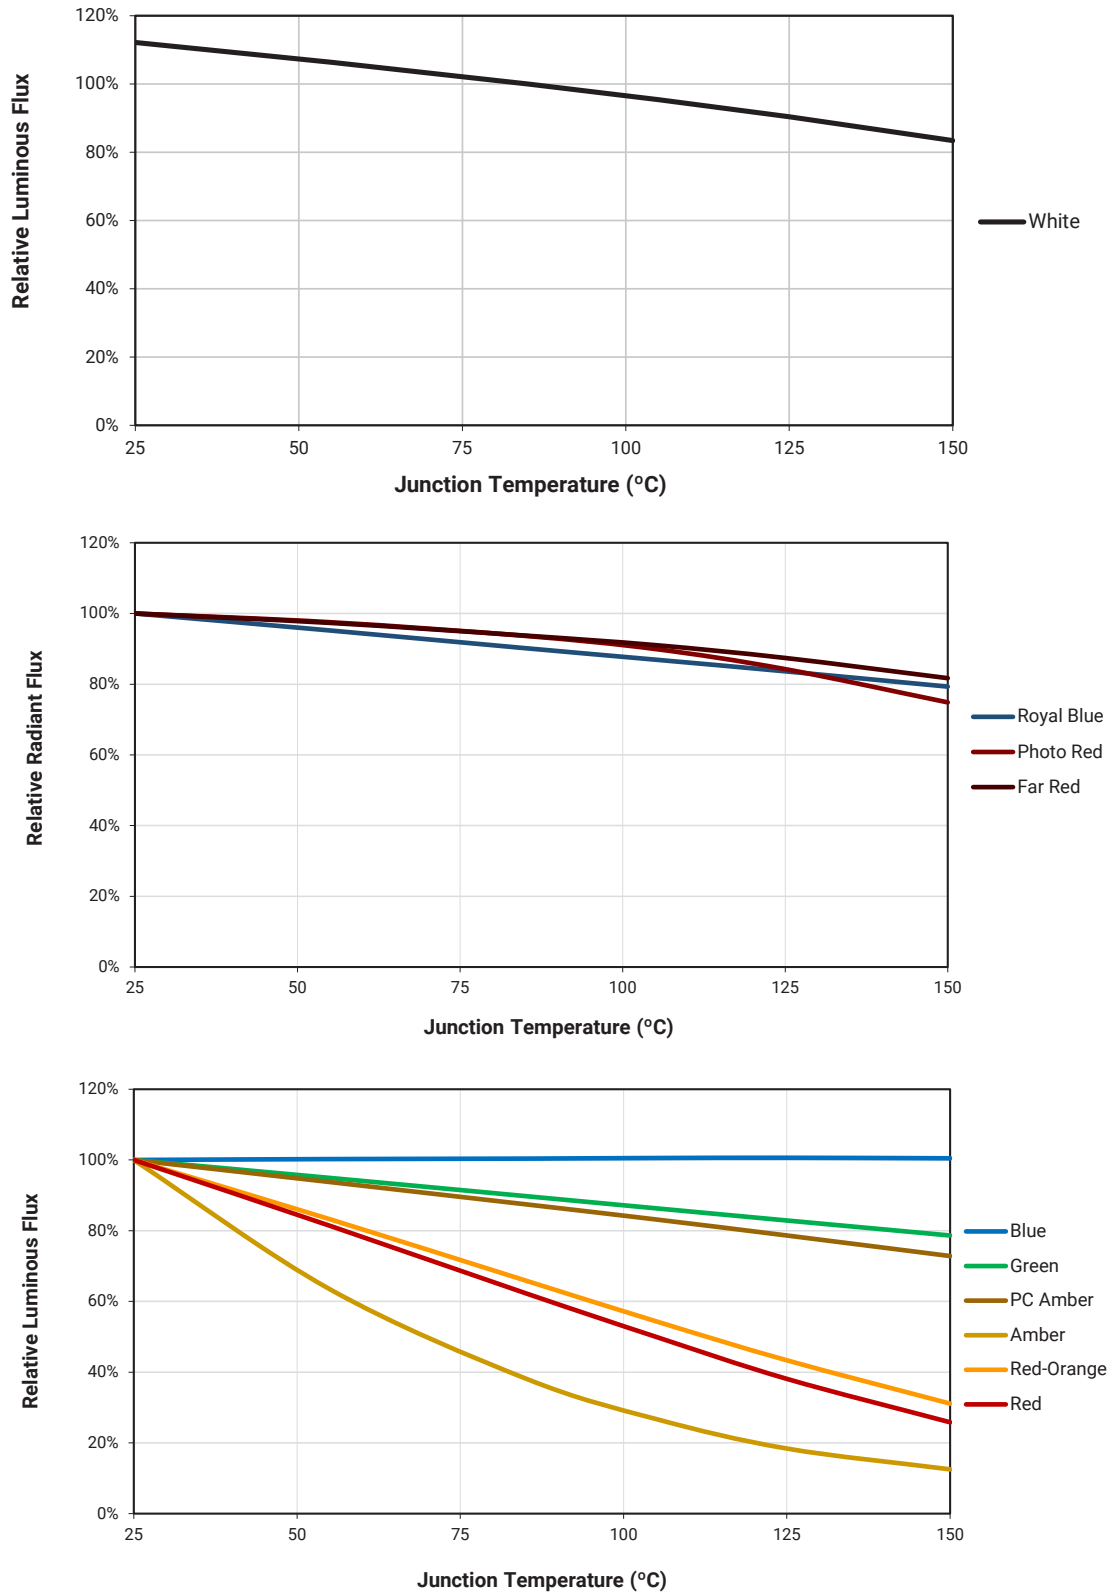 120%
100%
80%
60%
40%
20%
0%
Relative Luminous Flux
25 50 75 100 125 150
Junction Temperature (ºC)
White
120%
100%
80%
60%
40%
20%
0%
Relative Radiant Flux
25 50 75 100 125 150
Junction Temperature (ºC)
Royal Blue
Photo Red
Far Red
120%
100%
80%
60%
40%
20%
0%
Relative Luminous Flux
25 50 75 100 125 150
Junction Temperature (ºC)
Blue
Green
PC Amber
Amber
Red-Orange
Red